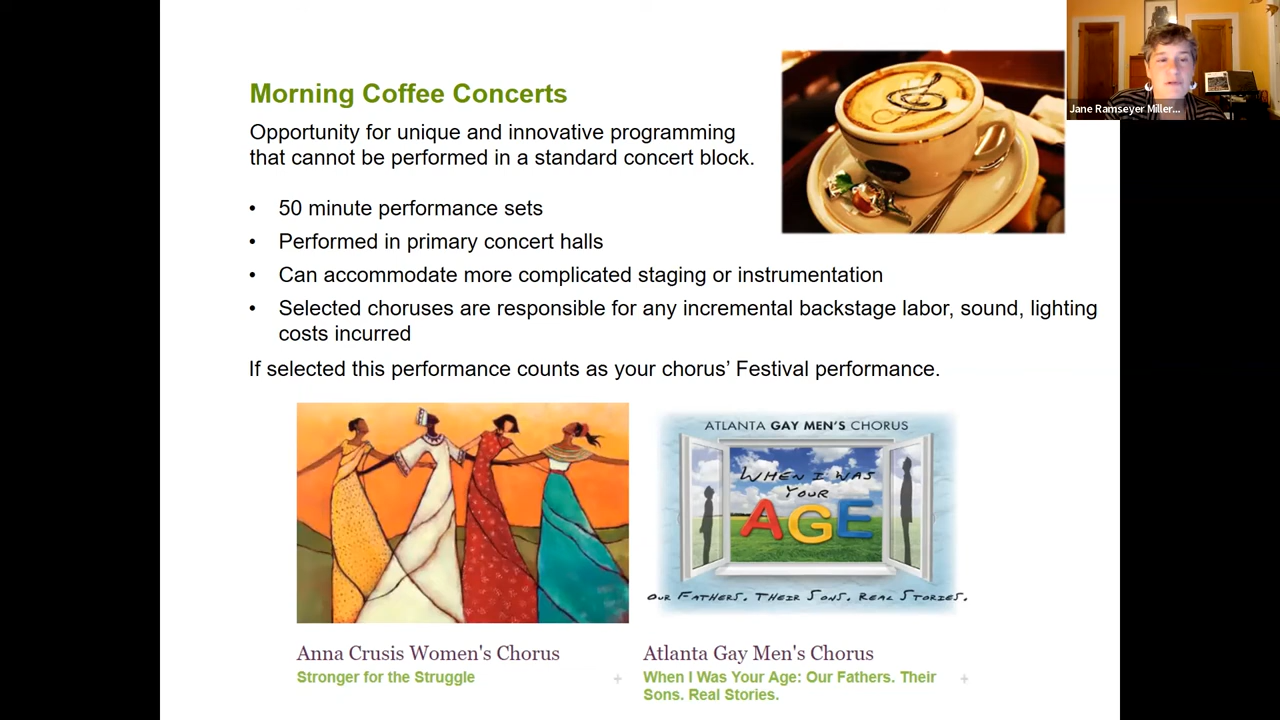 Morning Coffee Concerts
Opportunity for unique and innovative programming
that cannot be performed in a standard concert block.
• 50 minute performance sets
• Performed in primary concert halls
• Can accommodate more complicated staging or instrumentation
• Selected choruses are responsible for any incremental backstage labor, sound, lighting
costs incurred
If selected this performance counts as your chorus’ Festival performance.
Jane Ramseyer Miller...
ATLANTA GAY MEN'S CHORUS
WHEN I WAS
YOUR
AGE
OUR FATHERS. THEIR SONS. REAL STORIES.
Anna Crusis Women's Chorus
Stronger for the Struggle
+
Atlanta Gay Men's Chorus
When I Was Your Age: Our Fathers. Their
Sons. Real Stories.
+